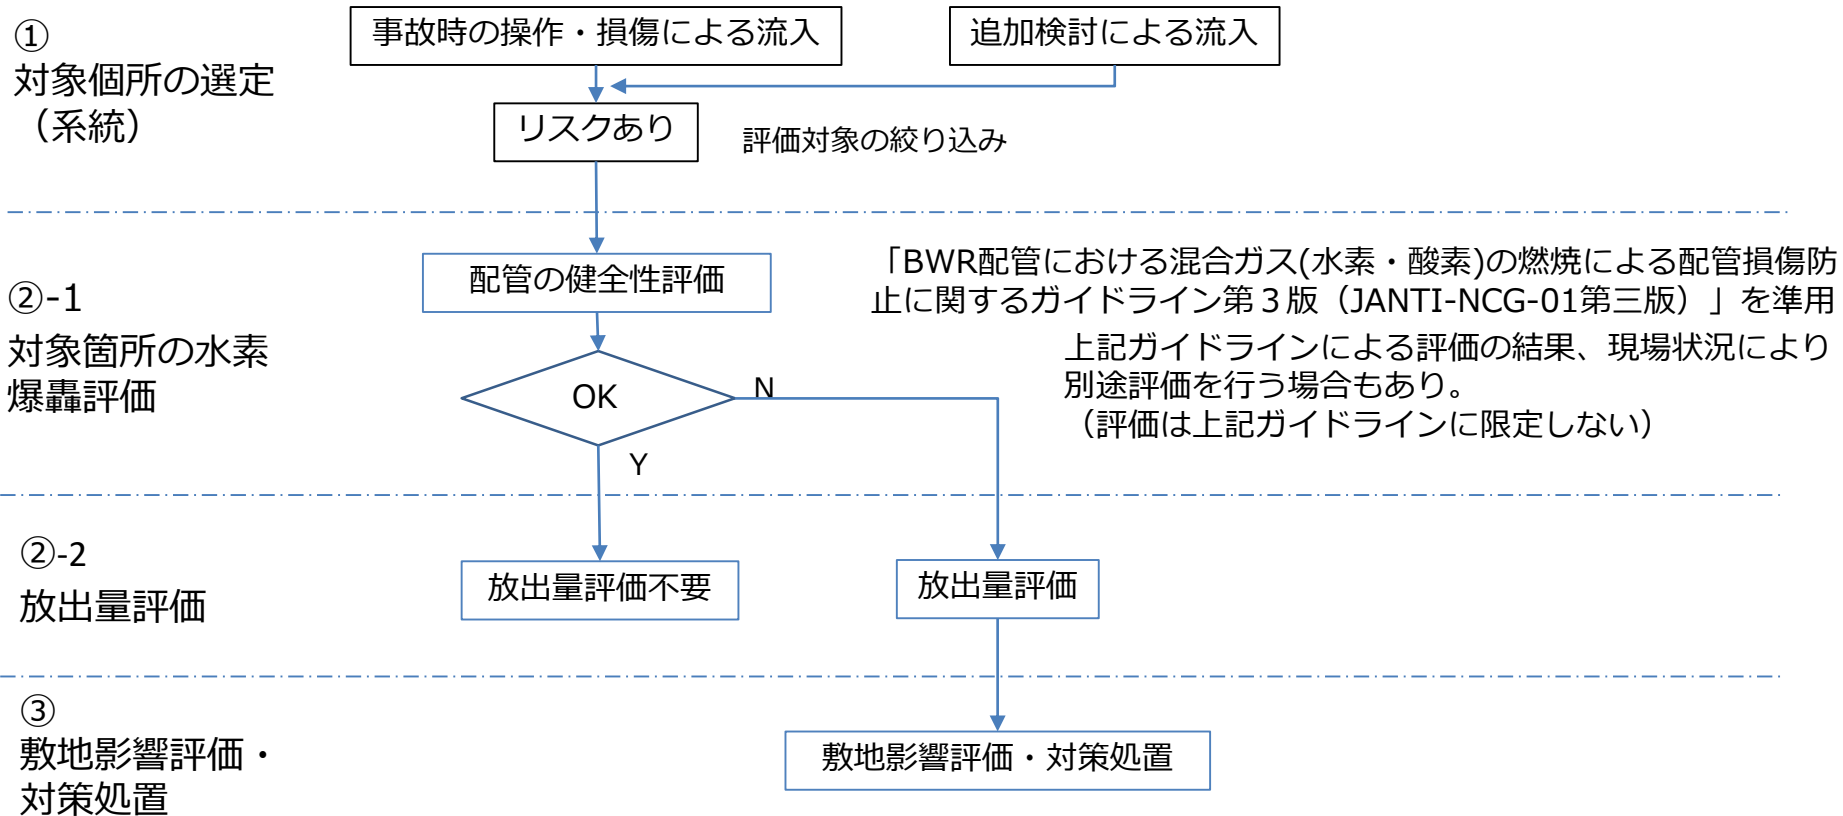 ①
対象個所の選定
（系統）
事故時の操作・損傷による流入
追加検討による流入
リスクあり
評価対象の絞り込み
②-1
対象箇所の水素
爆轟評価
配管の健全性評価
「BWR配管における混合ガス(水素・酸素)の燃焼による配管損傷防
止に関するガイドライン第３版（JANTI-NCG-01第三版）」を準用
上記ガイドラインによる評価の結果、現場状況により
別途評価を行う場合もあり。
（評価は上記ガイドラインに限定しない）
OK
N
Y
②-2
放出量評価
放出量評価不要
放出量評価
③
敷地影響評価・
対策処置
敷地影響評価・対策処置